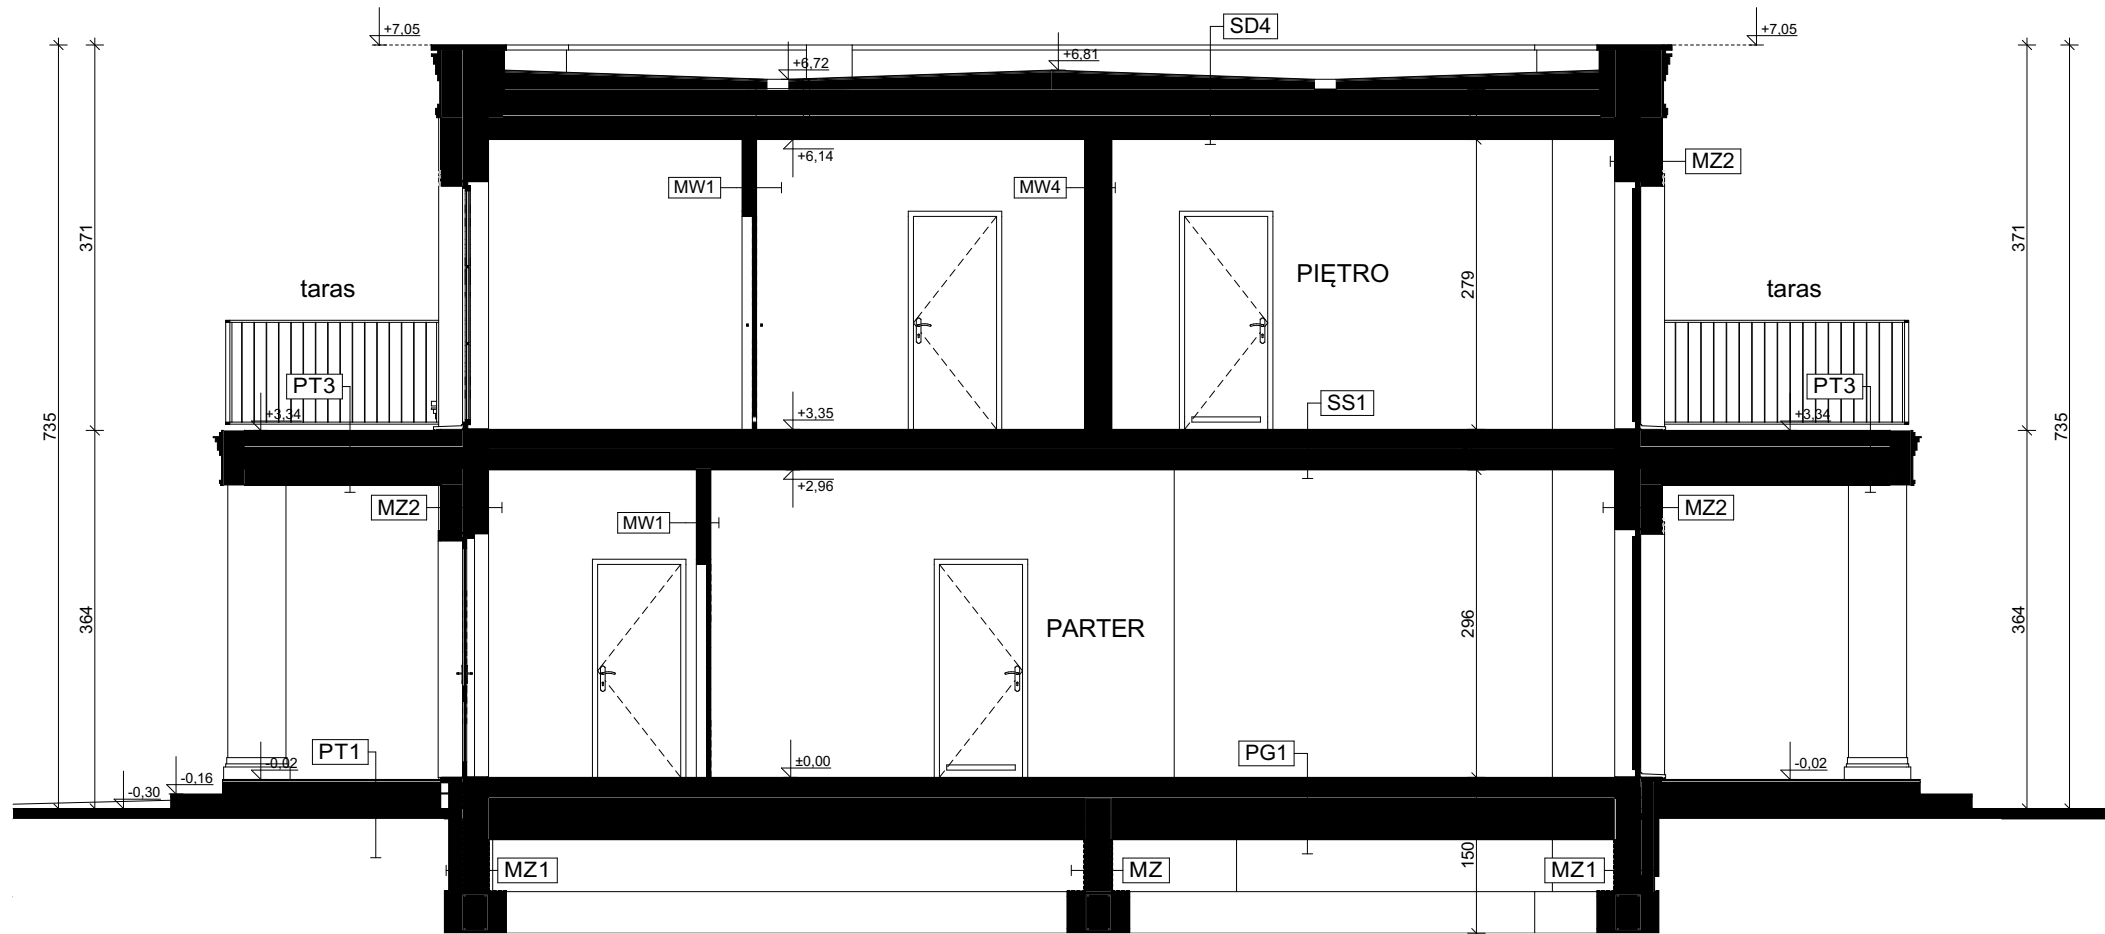 +7,05
SD4
+7,05
+6,72
+6,81
+6,14
MZ2
MW1
MW4
371
371
PIĘTRO
279
taras
taras
PT3
PT3
SS1
+3,34
+3,35
+3,34
735
735
+2,96
MZ2
MW1
MZ2
364
296
364
PARTER
PT1
-0,02
±0,00
PG1
-0,02
-0,16
-0,30
150
MZ1
MZ
MZ1